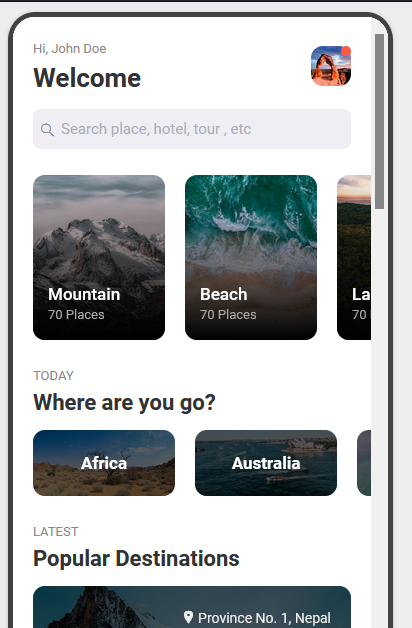 Hi, John Doe
Welcome
Search place, hotel, tour , etc
Mountain
70 Places
Beach
70 Places
La
70
TODAY
Where are you go?
Africa
Australia
LATEST
Popular Destinations
Province No. 1, Nepal